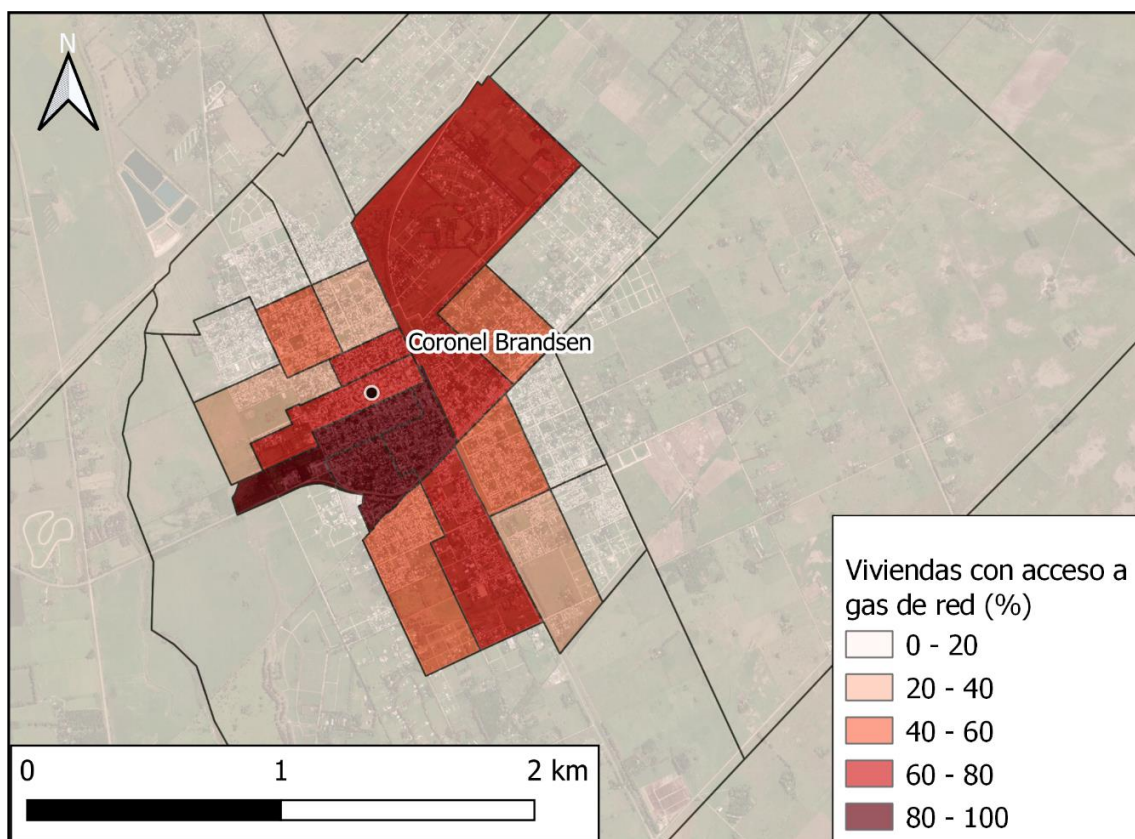 N
Coronel Brandsen
Viviendas con acceso a
gas de red (%)
0 - 20
20 - 40
40 - 60
60 - 80
80 - 100
0 1 2 km